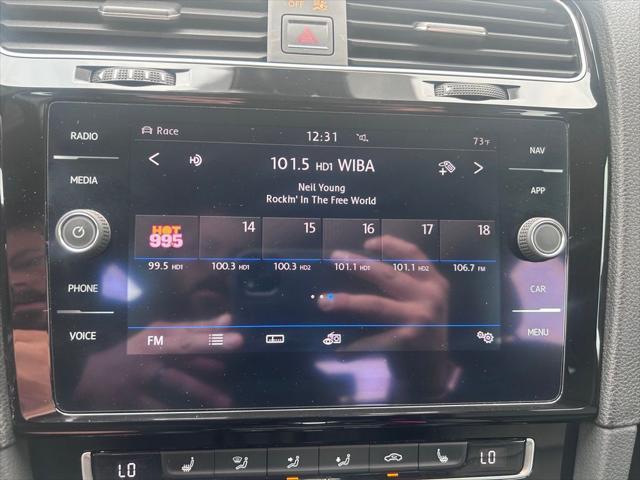 OFF
RADIO
MEDIA
PHONE
VOICE
NAV
APP
CAR
MENU
Race 12:31 73°F
101.5 HD1 WIBA
Neil Young
Rockin' In The Free World
HOT 995 14 15 16 17 18
99.5 HD1 100.3 HD1 100.3 HD2 101.1 HD1 101.1 HD2 106.7 FM
FM
LO LO